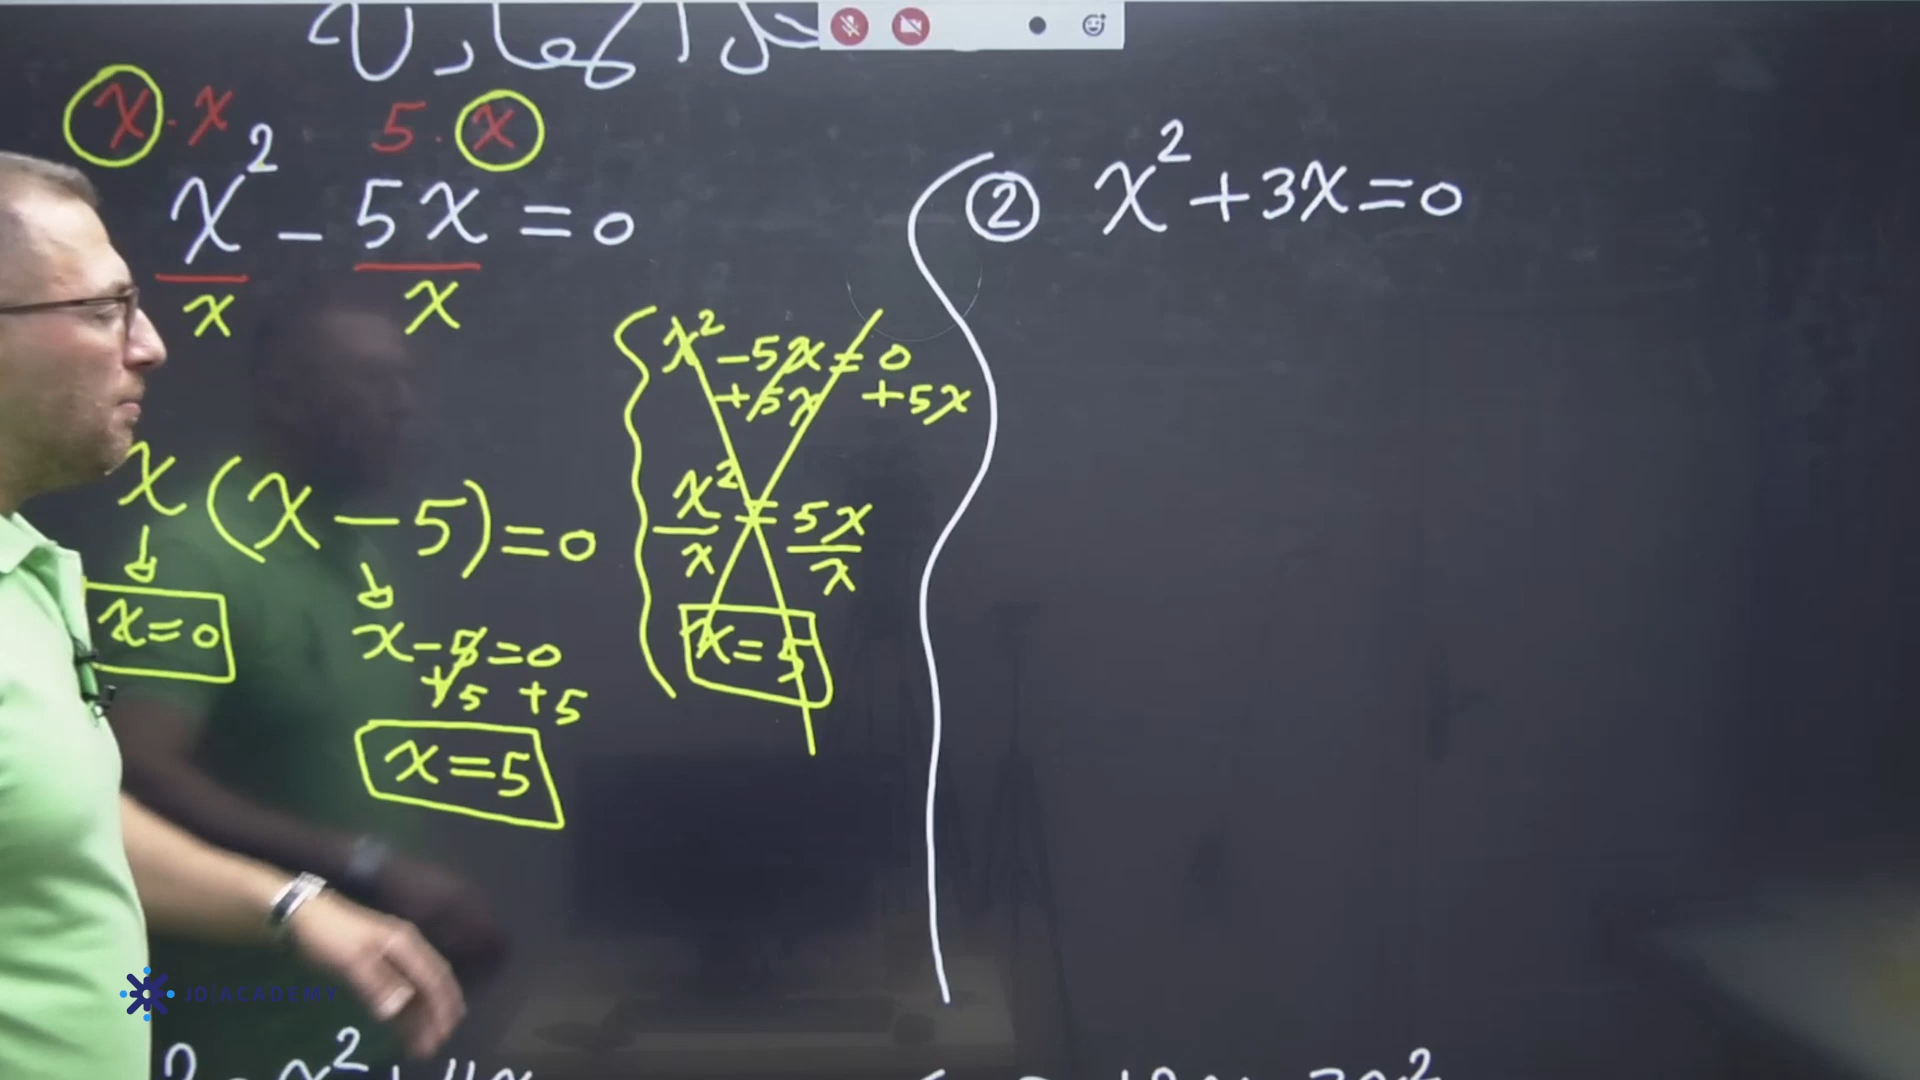 x · x    5 · x
x² - 5x = 0
x    x
x (x - 5) = 0
x = 0
x - 5 = 0
+ 5  + 5
x = 5
x² - 5x = 0
+ 5x  + 5x
x²/x = 5x/x
x = 5
② x² + 3x = 0
JO|ACADEMY